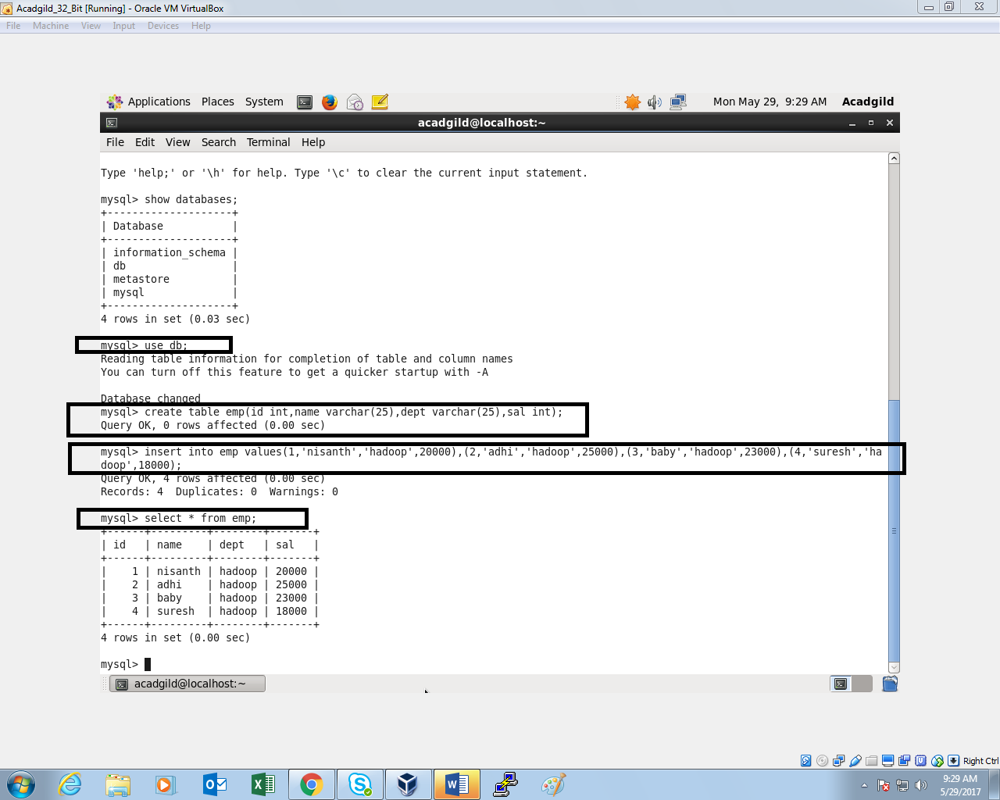 Acadgild_32_Bit [Running] - Oracle VM VirtualBox
File Machine View Input Devices Help
Applications Places System Mon May 29, 9:29 AM Acadgild
acadgild@localhost:~
File Edit View Search Terminal Help
Type 'help;' or '\h' for help. Type '\c' to clear the current input statement.
mysql> show databases;
+--------------------+
| Database           |
+--------------------+
| information_schema |
| db                 |
| metastore          |
| mysql              |
+--------------------+
4 rows in set (0.03 sec)
mysql> use db;
Reading table information for completion of table and column names
You can turn off this feature to get a quicker startup with -A
Database changed
mysql> create table emp(id int,name varchar(25),dept varchar(25),sal int);
Query OK, 0 rows affected (0.00 sec)
mysql> insert into emp values(1,'nisanth','hadoop',20000),(2,'adhi','hadoop',25000),(3,'baby','hadoop',23000),(4,'suresh','ha
doop',18000);
Query OK, 4 rows affected (0.00 sec)
Records: 4  Duplicates: 0  Warnings: 0
mysql> select * from emp;
+------+---------+--------+-------+
| id   | name    | dept   | sal   |
+------+---------+--------+-------+
|    1 | nisanth | hadoop | 20000 |
|    2 | adhi    | hadoop | 25000 |
|    3 | baby    | hadoop | 23000 |
|    4 | suresh  | hadoop | 18000 |
+------+---------+--------+-------+
4 rows in set (0.00 sec)
mysql>
acadgild@localhost:~
Right Ctrl
9:29 AM
5/29/2017